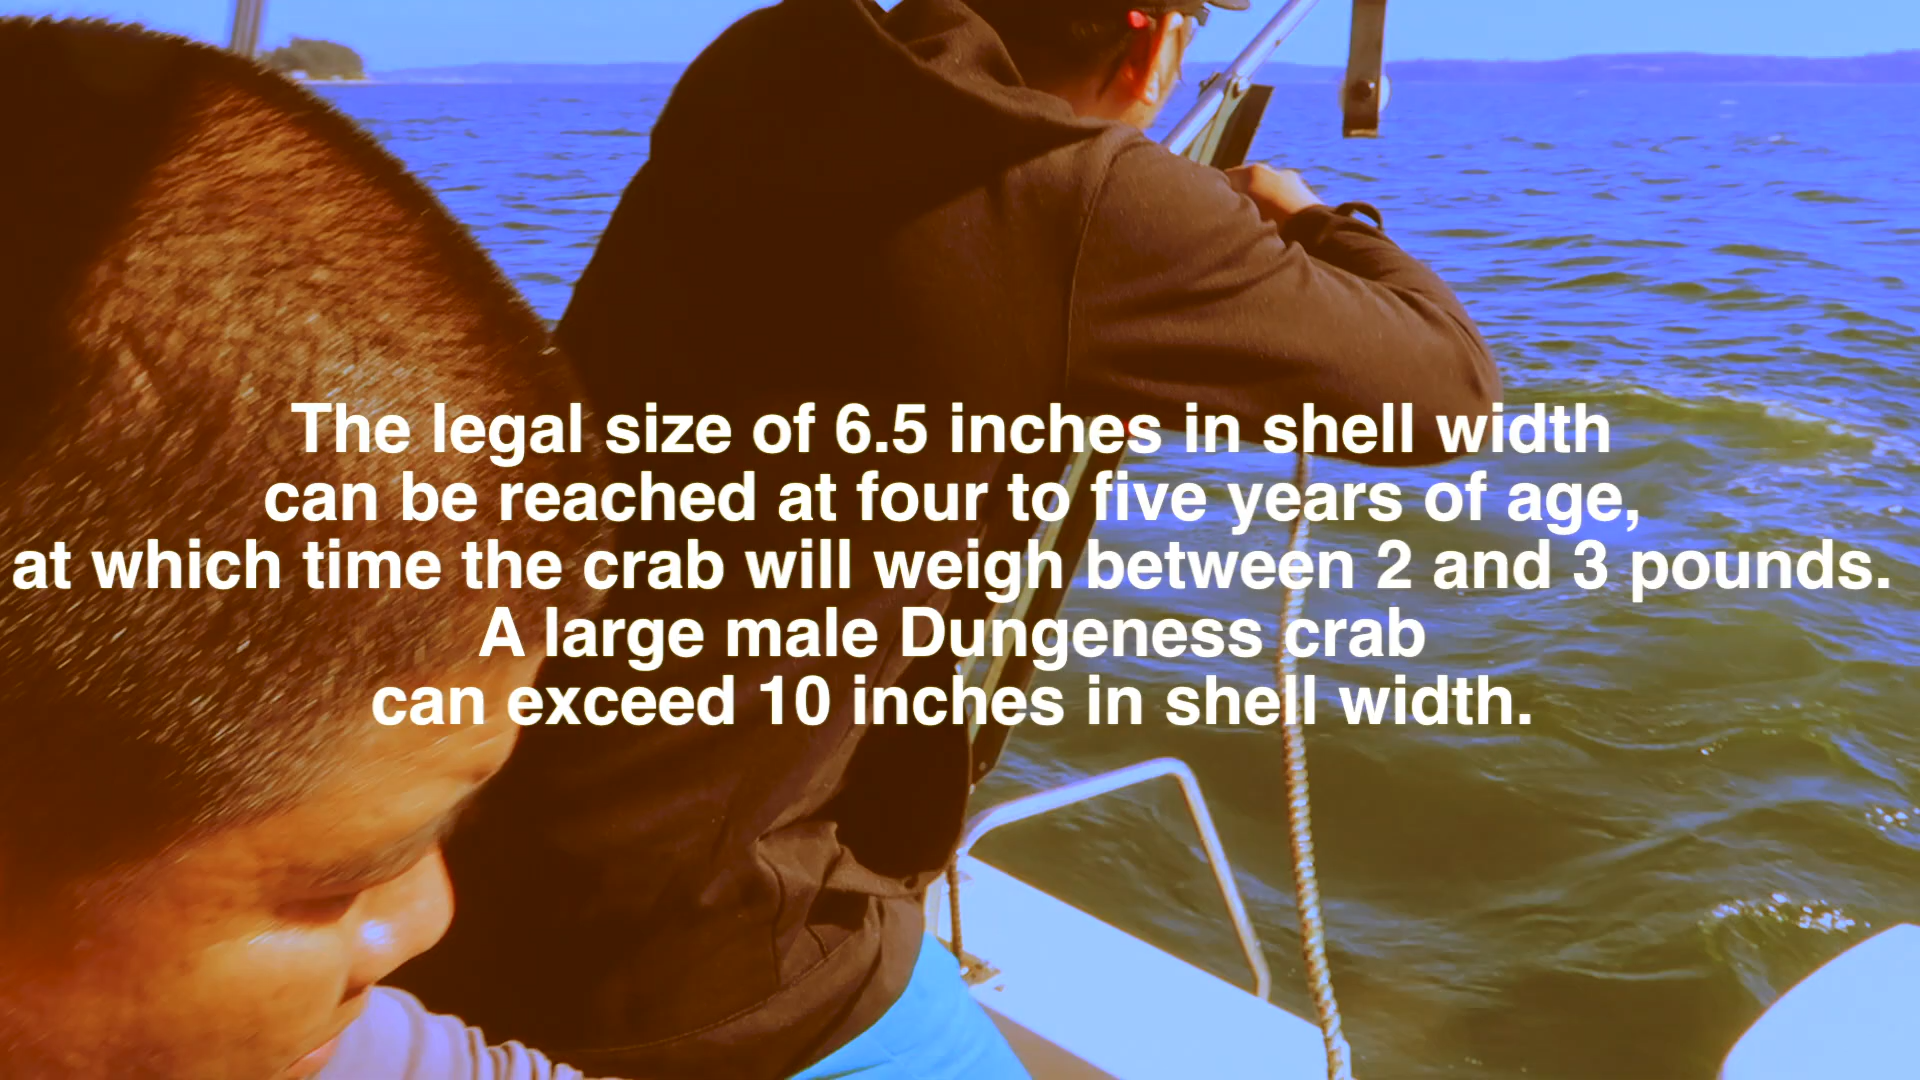 The legal size of 6.5 inches in shell width
can be reached at four to five years of age,
at which time the crab will weigh between 2 and 3 pounds.
A large male Dungeness crab
can exceed 10 inches in shell width.